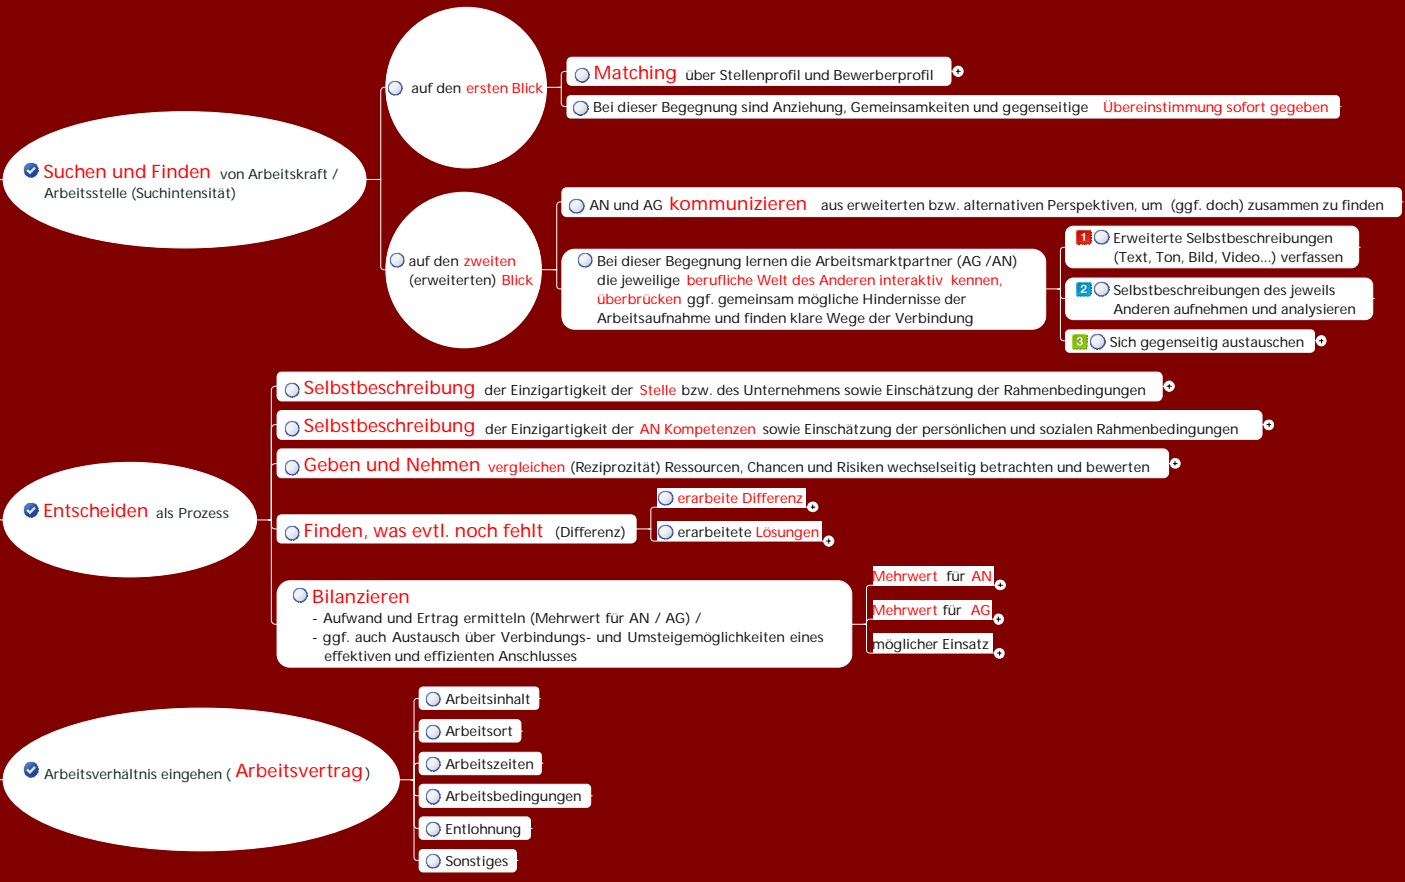 Suchen und Finden von Arbeitskraft /
Arbeitsstelle (Suchintensität)
auf den ersten Blick
Matching über Stellenprofil und Bewerberprofil
Bei dieser Begegnung sind Anziehung, Gemeinsamkeiten und gegenseitige Übereinstimmung sofort gegeben
auf den zweiten
(erweiterten) Blick
AN und AG kommunizieren aus erweiterten bzw. alternativen Perspektiven, um (ggf. doch) zusammen zu finden
Bei dieser Begegnung lernen die Arbeitsmarktpartner (AG /AN)
die jeweilige berufliche Welt des Anderen interaktiv kennen,
überbrücken ggf. gemeinsam mögliche Hindernisse der
Arbeitsaufnahme und finden klare Wege der Verbindung
1 Erweiterte Selbstbeschreibungen
(Text, Ton, Bild, Video...) verfassen
2 Selbstbeschreibungen des jeweils
Anderen aufnehmen und analysieren
3 Sich gegenseitig austauschen
Entscheiden als Prozess
Selbstbeschreibung der Einzigartigkeit der Stelle bzw. des Unternehmens sowie Einschätzung der Rahmenbedingungen
Selbstbeschreibung der Einzigartigkeit der AN Kompetenzen sowie Einschätzung der persönlichen und sozialen Rahmenbedingungen
Geben und Nehmen vergleichen (Reziprozität) Ressourcen, Chancen und Risiken wechselseitig betrachten und bewerten
Finden, was evtl. noch fehlt (Differenz)
erarbeite Differenz
erarbeitete Lösungen
Bilanzieren
- Aufwand und Ertrag ermitteln (Mehrwert für AN / AG) /
- ggf. auch Austausch über Verbindungs- und Umsteigemöglichkeiten eines
effektiven und effizienten Anschlusses
Mehrwert für AN
Mehrwert für AG
möglicher Einsatz
Arbeitsverhältnis eingehen ( Arbeitsvertrag )
Arbeitsinhalt
Arbeitsort
Arbeitszeiten
Arbeitsbedingungen
Entlohnung
Sonstiges